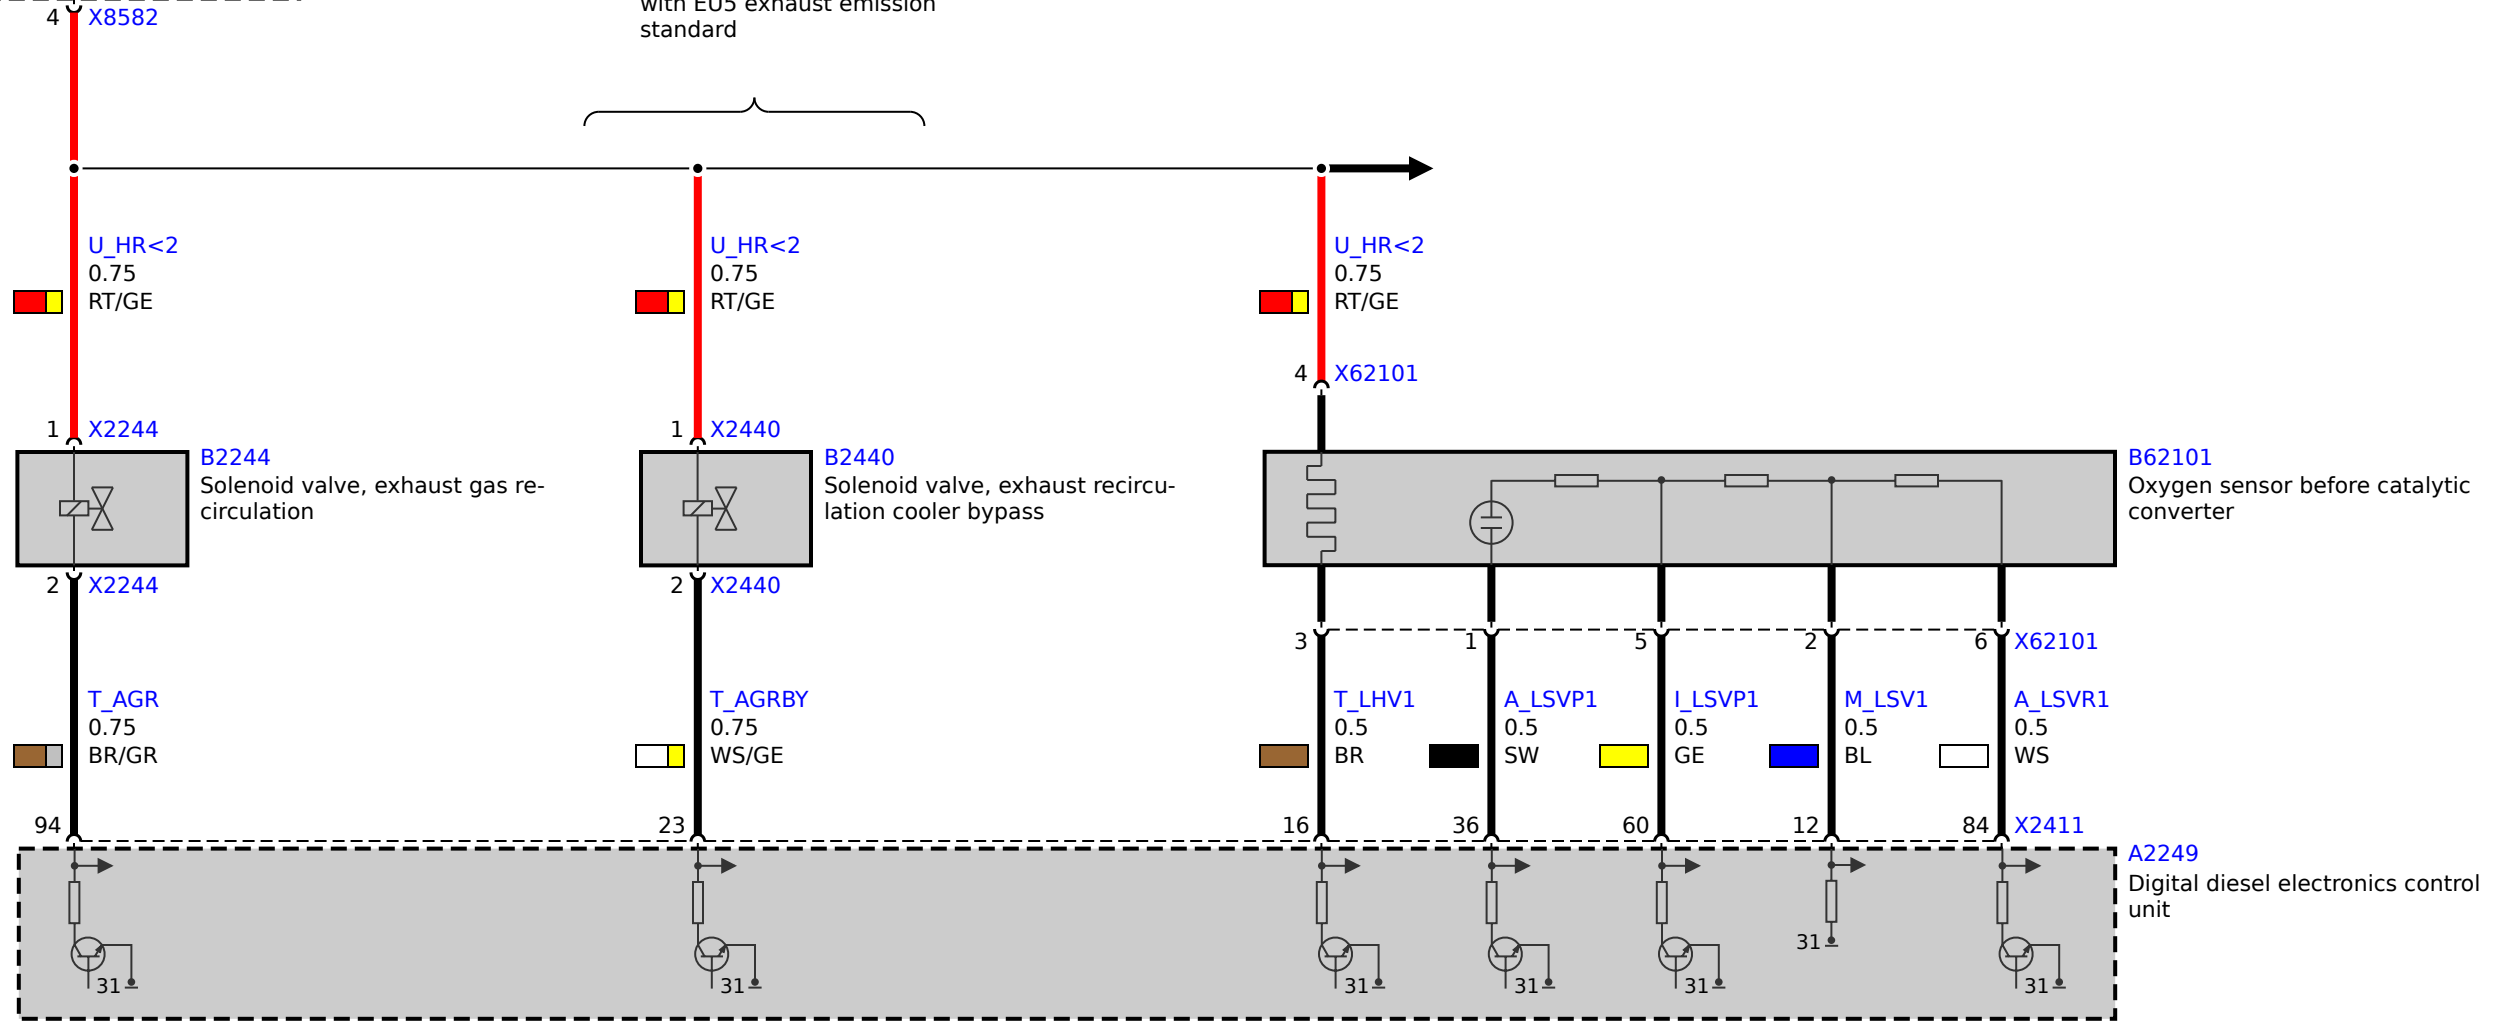 4 X8582
with EU5 exhaust emission
standard
U_HR<2
0.75
RT/GE
U_HR<2
0.75
RT/GE
U_HR<2
0.75
RT/GE
4 X62101
1 X2244
1 X2440
B2244
Solenoid valve, exhaust gas re-
circulation
B2440
Solenoid valve, exhaust recircu-
lation cooler bypass
B62101
Oxygen sensor before catalytic
converter
2 X2244
2 X2440
3 1 5 2 6 X62101
T_AGR
0.75
BR/GR
T_AGRBY
0.75
WS/GE
T_LHV1
0.5
BR
A_LSVP1
0.5
SW
I_LSVP1
0.5
GE
M_LSV1
0.5
BL
A_LSVR1
0.5
WS
94 23 16 36 60 12 84 X2411
A2249
Digital diesel electronics control
unit
31
31 31 31 31 31 31